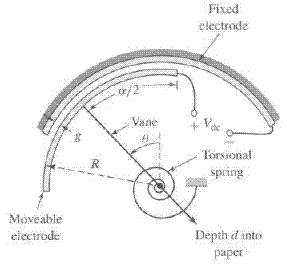 Fixed
electrode
α/2
Vane
+ V_dc −
g
θ
R
Torsional
spring
Moveable
electrode
Depth d into
paper